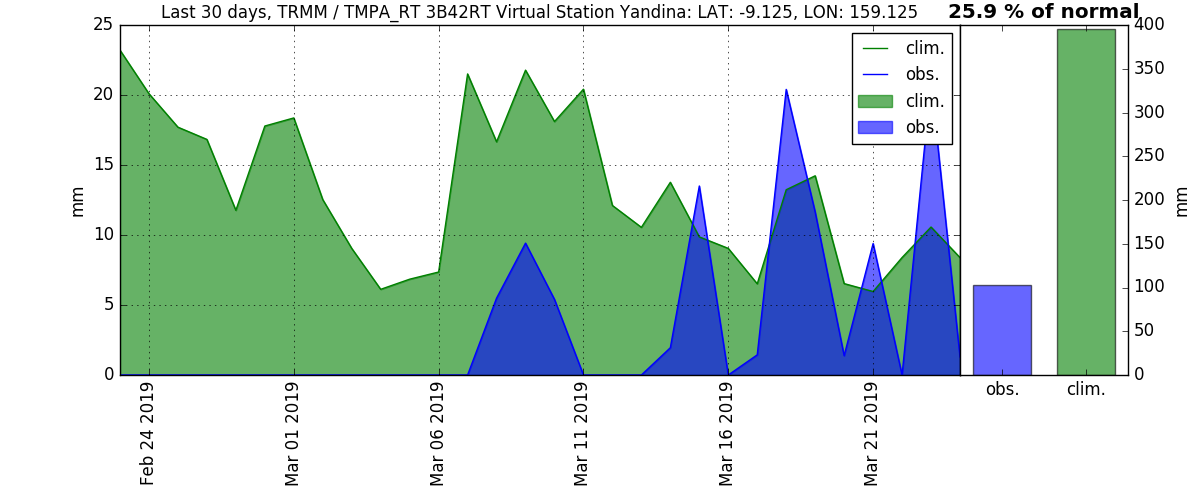 Last 30 days, TRMM / TMPA_RT 3B42RT Virtual Station Yandina: LAT: -9.125, LON: 159.125
25.9 % of normal
25
20
15
10
5
0
mm
clim.
obs.
clim.
obs.
Feb 24 2019
Mar 01 2019
Mar 06 2019
Mar 11 2019
Mar 16 2019
Mar 21 2019
obs.
clim.
400
350
300
250
200
150
100
50
0
mm